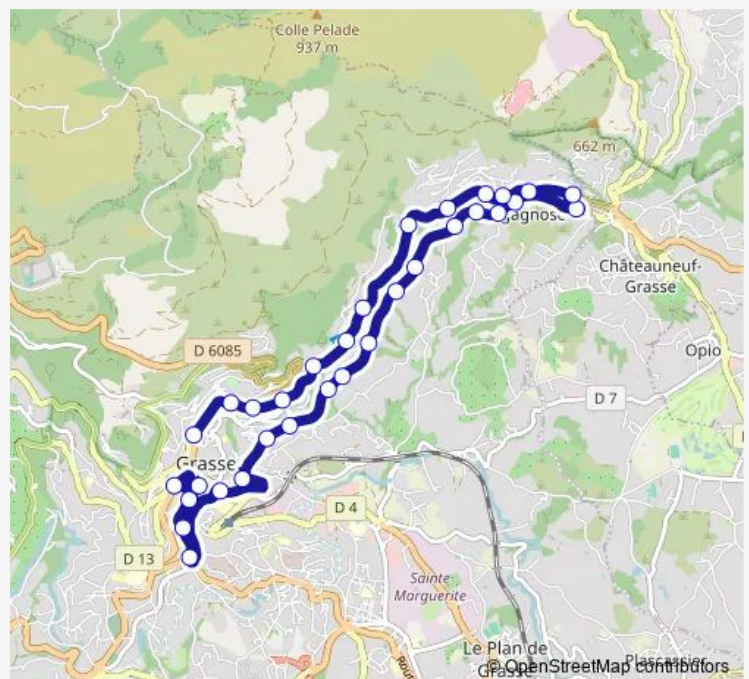 Colle Pelade
937 m
662 m
Châteauneuf-
Grasse
D 6085
Opio
D 7
Grasse
D 4
D 13
Sainte-
Marguerite
Le Plan de
Grasse
© OpenStreetMap contributors